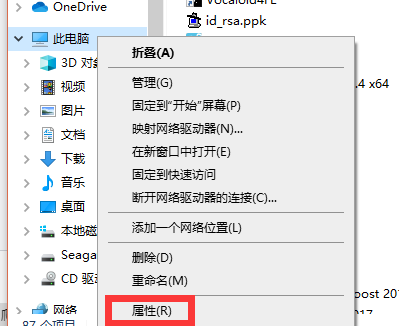 OneDrive
Vocaloid4FE
id_rsa.ppk
此电脑
折叠(A)
3D 对
管理(G)
.4 x64
视频
固定到"开始"屏幕(P)
图片
映射网络驱动器(N)...
文档
在新窗口中打开(E)
下载
固定到快速访问
音乐
断开网络驱动器的连接(C)...
桌面
添加一个网络位置(L)
本地磁
Seaga
删除(D)
CD 驱
重命名(M)
oost 201
网络
属性(R)
2017
87 个项目